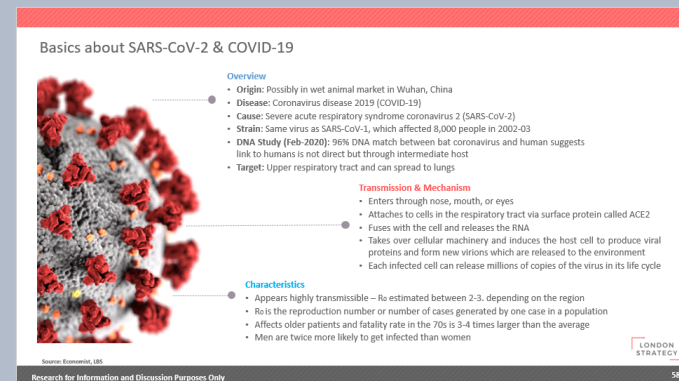 Basics about SARS-CoV-2 & COVID-19
Overview
• Origin: Possibly in wet animal market in Wuhan, China
• Disease: Coronavirus disease 2019 (COVID-19)
• Cause: Severe acute respiratory syndrome coronavirus 2 (SARS-CoV-2)
• Strain: Same virus as SARS-CoV-1, which affected 8,000 people in 2002-03
• DNA Study (Feb-2020): 96% DNA match between bat coronavirus and human suggests
link to humans is not direct but through intermediate host
• Target: Upper respiratory tract and can spread to lungs
Transmission & Mechanism
• Enters through nose, mouth, or eyes
• Attaches to cells in the respiratory tract via surface protein called ACE2
• Fuses with the cell and releases the RNA
• Takes over cellular machinery and induces the host cell to produce viral
proteins and form new virions which are released to the environment
• Each infected cell can release millions of copies of the virus in its life cycle
Characteristics
• Appears highly transmissible – R₀ estimated between 2-3. depending on the region
• R₀ is the reproduction number or number of cases generated by one case in a population
• Affects older patients and fatality rate in the 70s is 3-4 times larger than the average
• Men are twice more likely to get infected than women
LONDON
STRATEGY
Source: Economist, LBS
Research for Information and Discussion Purposes Only
58